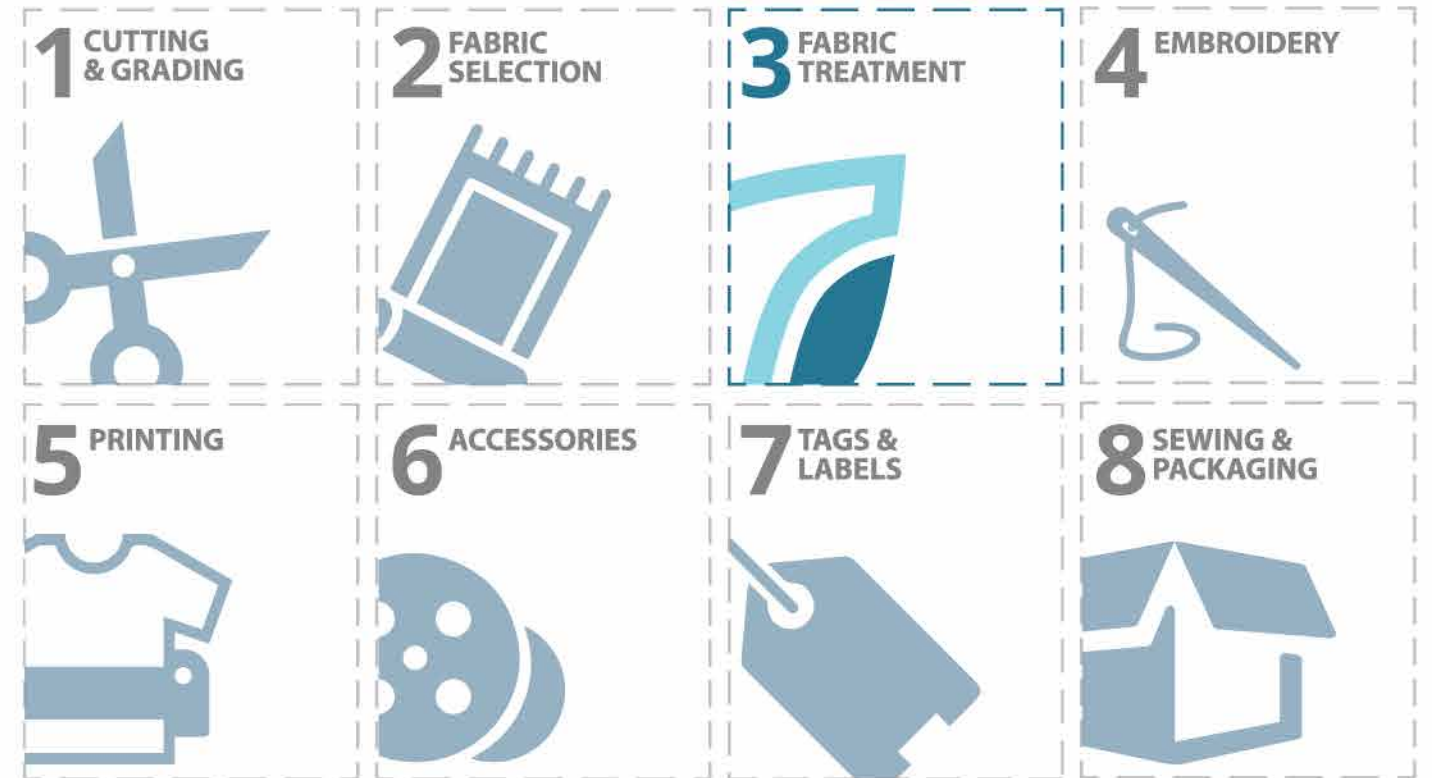 1 CUTTING
& GRADING
2 FABRIC
SELECTION
3 FABRIC
TREATMENT
4 EMBROIDERY
5 PRINTING
6 ACCESSORIES
7 TAGS &
LABELS
8 SEWING &
PACKAGING